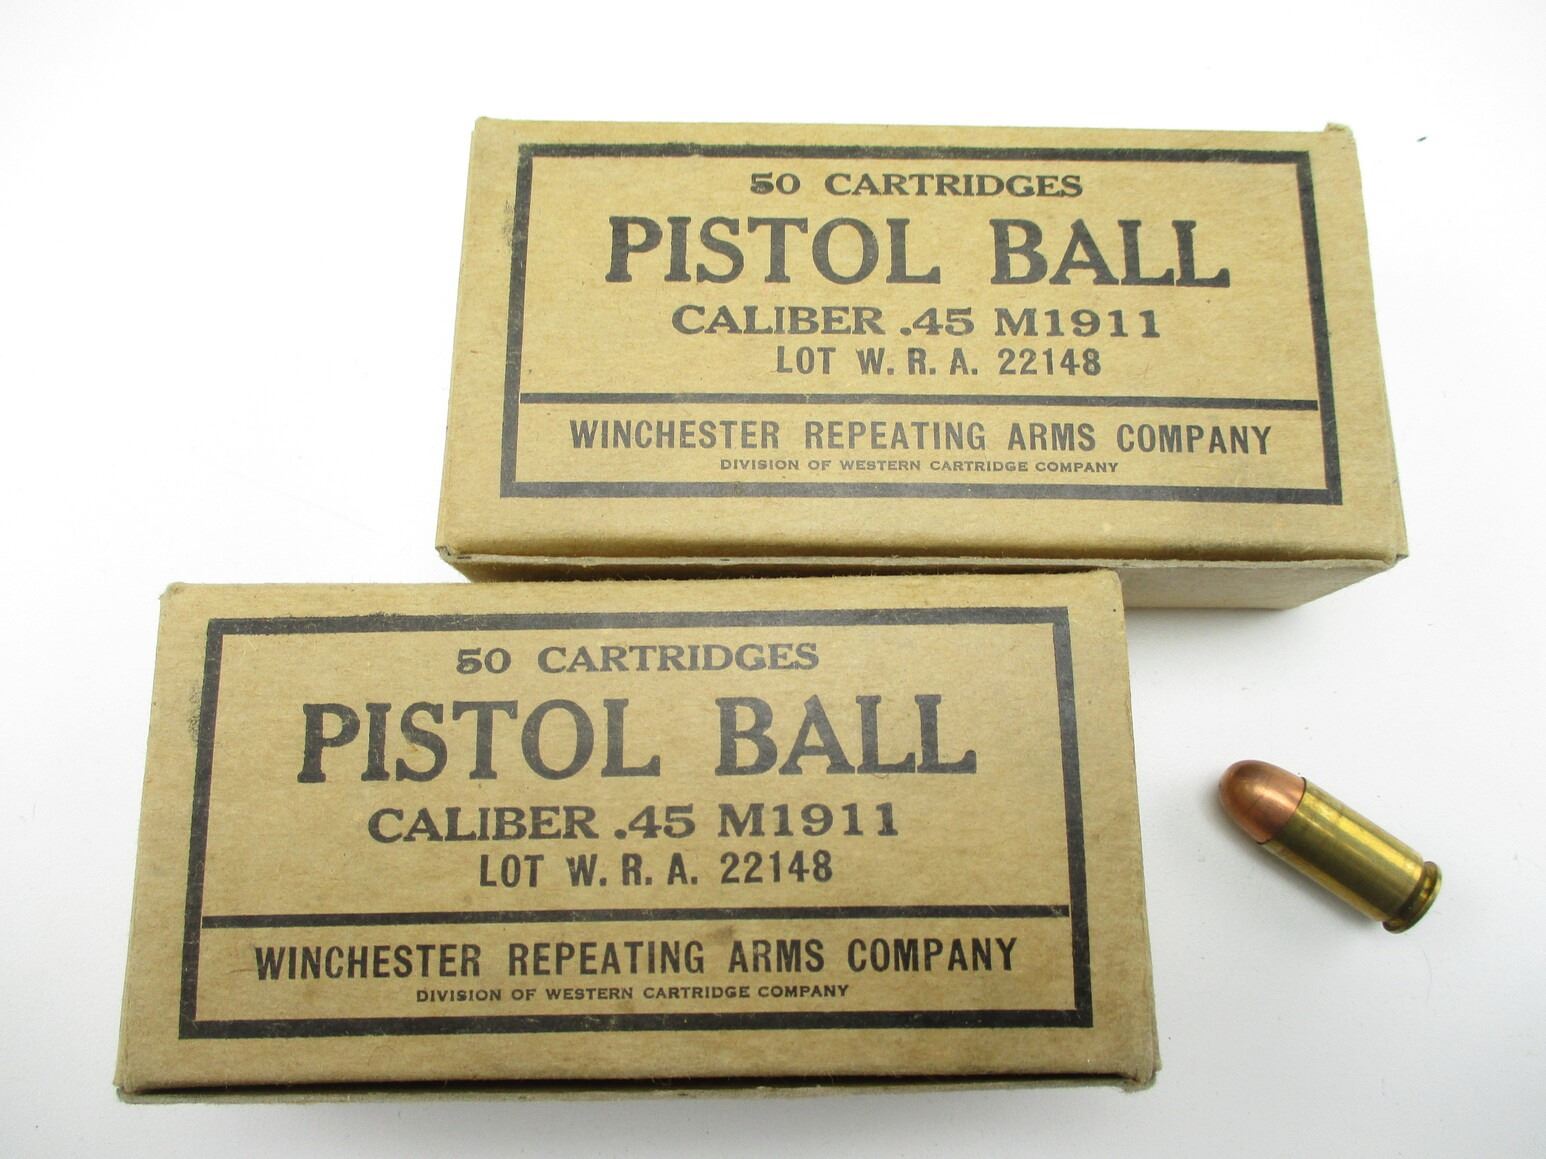 50 CARTRIDGES
PISTOL BALL
CALIBER .45 M1911
LOT W. R. A. 22148
WINCHESTER REPEATING ARMS COMPANY
DIVISION OF WESTERN CARTRIDGE COMPANY
50 CARTRIDGES
PISTOL BALL
CALIBER .45 M1911
LOT W. R. A. 22148
WINCHESTER REPEATING ARMS COMPANY
DIVISION OF WESTERN CARTRIDGE COMPANY